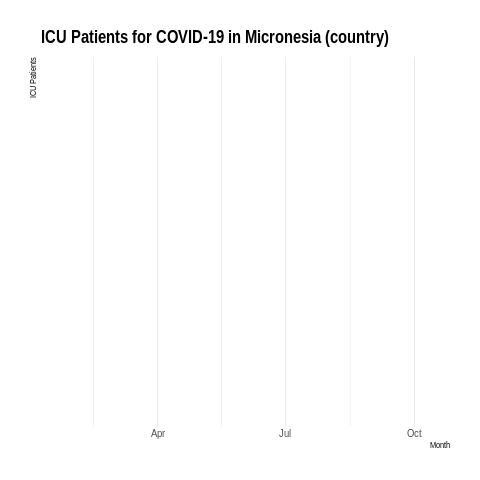 ICU Patients for COVID-19 in Micronesia (country)
ICU Patients
Apr
Jul
Oct
Month